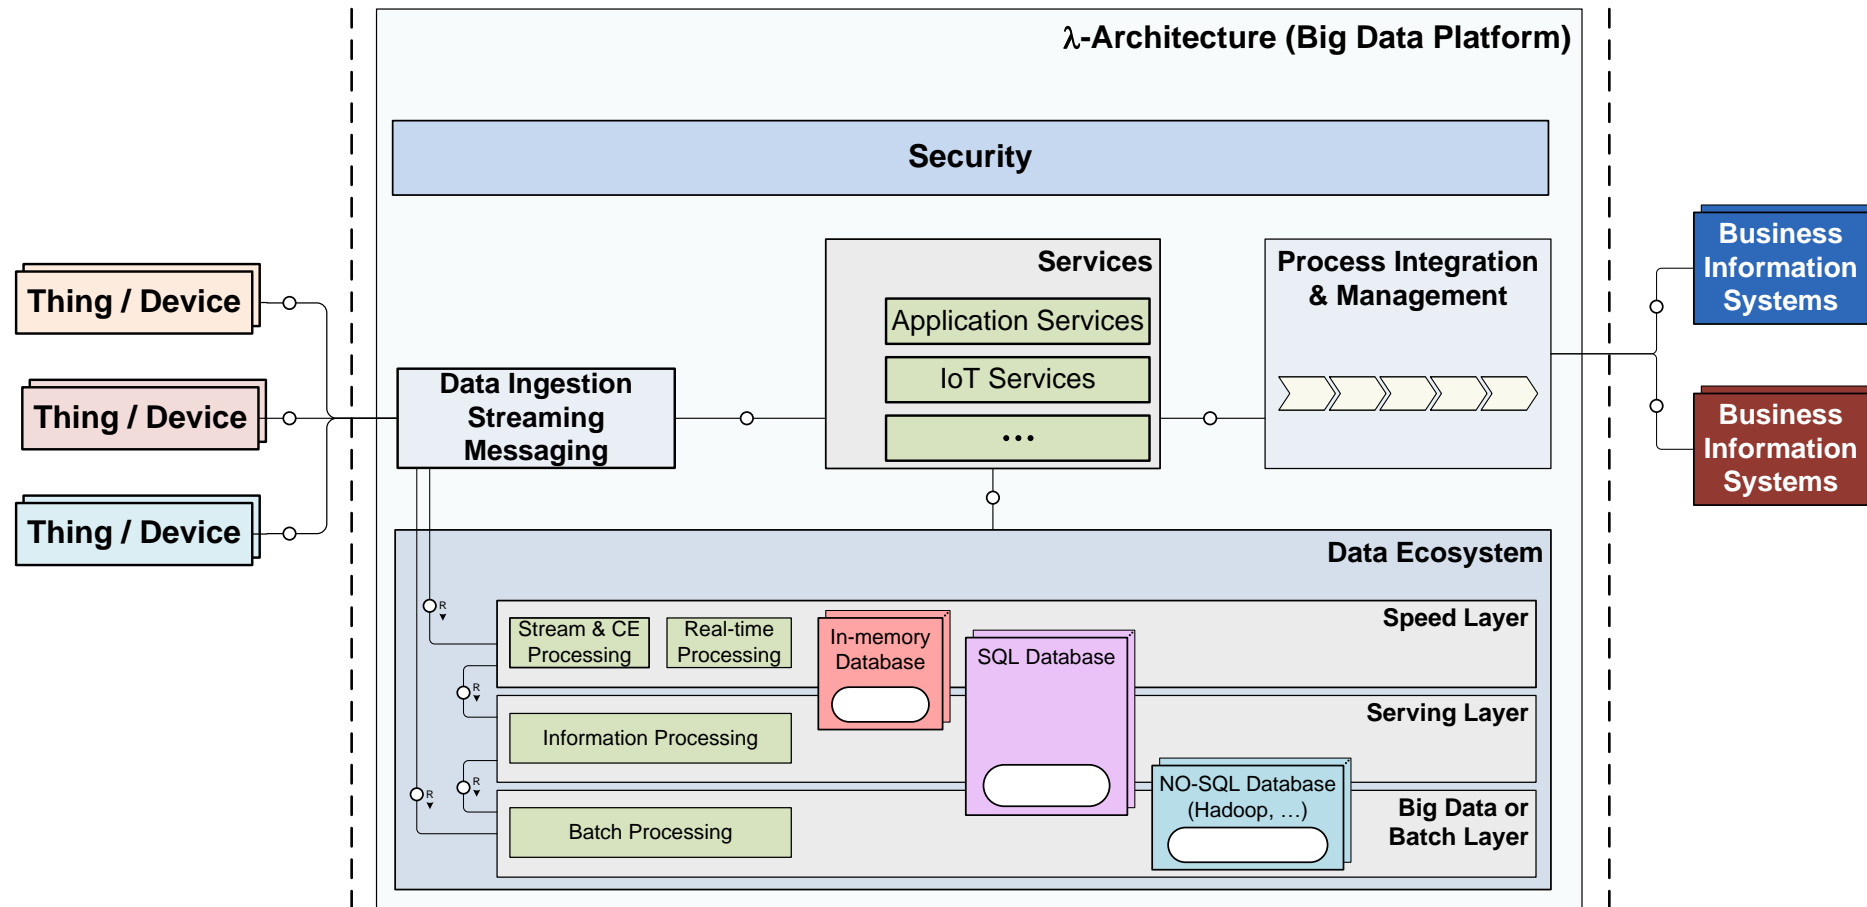 λ-Architecture (Big Data Platform)
Security
Thing / Device
Thing / Device
Thing / Device
Data Ingestion
Streaming
Messaging
Services
Application Services
IoT Services
...
Process Integration
& Management
Business
Information
Systems
Business
Information
Systems
Data Ecosystem
R
R
R
R
Speed Layer
Stream & CE
Processing
Real-time
Processing
In-memory
Database
SQL Database
Serving Layer
Information Processing
NO-SQL Database
(Hadoop, …)
Big Data or
Batch Layer
Batch Processing